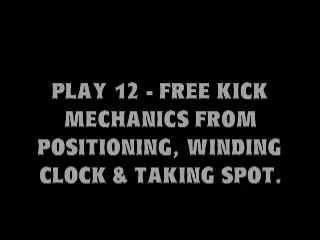 PLAY 12 - FREE KICK
MECHANICS FROM
POSITIONING, WINDING
CLOCK & TAKING SPOT.